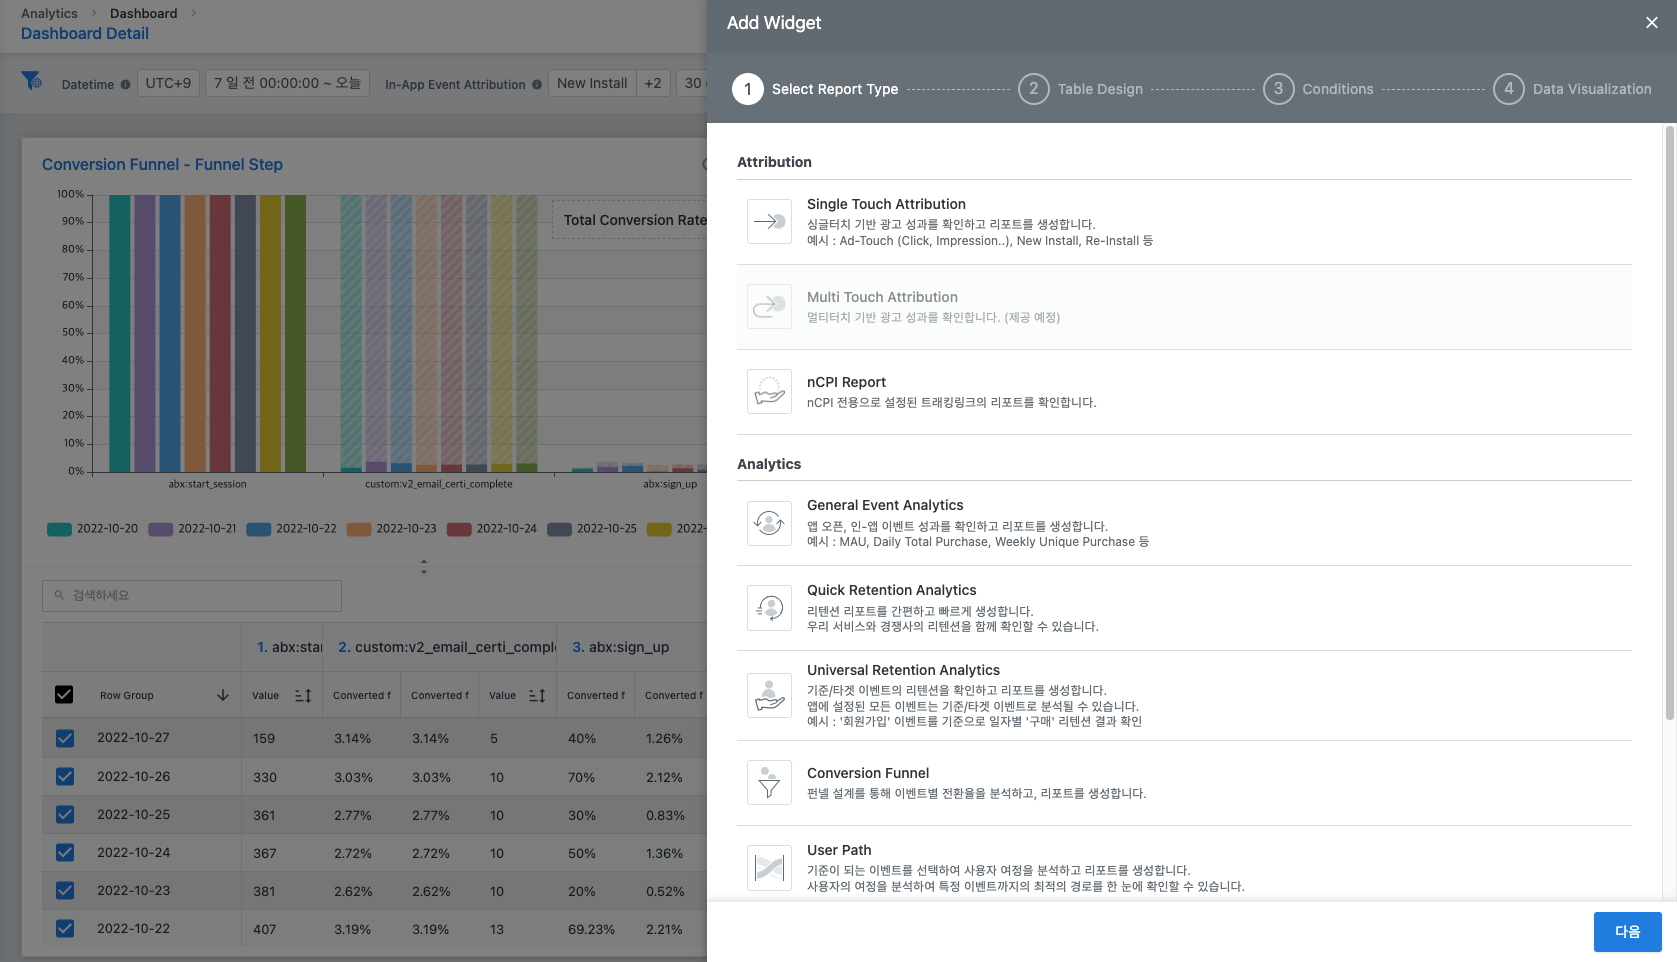 Analytics > Dashboard >
Dashboard Detail
Datetime UTC+9 7 일 전 00:00:00 ~ 오늘 In-App Event Attribution New Install +2 30
Conversion Funnel - Funnel Step
100%
90%
80%
70%
60%
50%
40%
30%
20%
10%
0%
Total Conversion Rate
abx:start_session custom:v2_email_certi_complete abx:sign_up
2022-10-20 2022-10-21 2022-10-22 2022-10-23 2022-10-24 2022-10-25 2022-
검색하세요
1. abx:star 2. custom:v2_email_certi_compl 3. abx:sign_up
Row Group Value Converted f Converted f Value Converted f Converted f
2022-10-27 159 3.14% 3.14% 5 40% 1.26%
2022-10-26 330 3.03% 3.03% 10 70% 2.12%
2022-10-25 361 2.77% 2.77% 10 30% 0.83%
2022-10-24 367 2.72% 2.72% 10 50% 1.36%
2022-10-23 381 2.62% 2.62% 10 20% 0.52%
2022-10-22 407 3.19% 3.19% 13 69.23% 2.21%
Add Widget
1 Select Report Type 2 Table Design 3 Conditions 4 Data Visualization
Attribution
Single Touch Attribution
싱글터치 기반 광고 성과를 확인하고 리포트를 생성합니다.
예시 : Ad-Touch (Click, Impression..), New Install, Re-Install 등
Multi Touch Attribution
멀티터치 기반 광고 성과를 확인합니다. (제공 예정)
nCPI Report
nCPI 전용으로 설정된 트래킹링크의 리포트를 확인합니다.
Analytics
General Event Analytics
앱 오픈, 인-앱 이벤트 성과를 확인하고 리포트를 생성합니다.
예시 : MAU, Daily Total Purchase, Weekly Unique Purchase 등
Quick Retention Analytics
리텐션 리포트를 간편하고 빠르게 생성합니다.
우리 서비스와 경쟁사의 리텐션을 함께 확인할 수 있습니다.
Universal Retention Analytics
기준/타겟 이벤트의 리텐션을 확인하고 리포트를 생성합니다.
앱에 설정된 모든 이벤트는 기준/타겟 이벤트로 분석될 수 있습니다.
예시 : '회원가입' 이벤트를 기준으로 일자별 '구매' 리텐션 결과 확인
Conversion Funnel
펀넬 설계를 통해 이벤트별 전환율을 분석하고, 리포트를 생성합니다.
User Path
기준이 되는 이벤트를 선택하여 사용자 여정을 분석하고 리포트를 생성합니다.
사용자의 여정을 분석하여 특정 이벤트까지의 최적의 경로를 한 눈에 확인할 수 있습니다.
다음